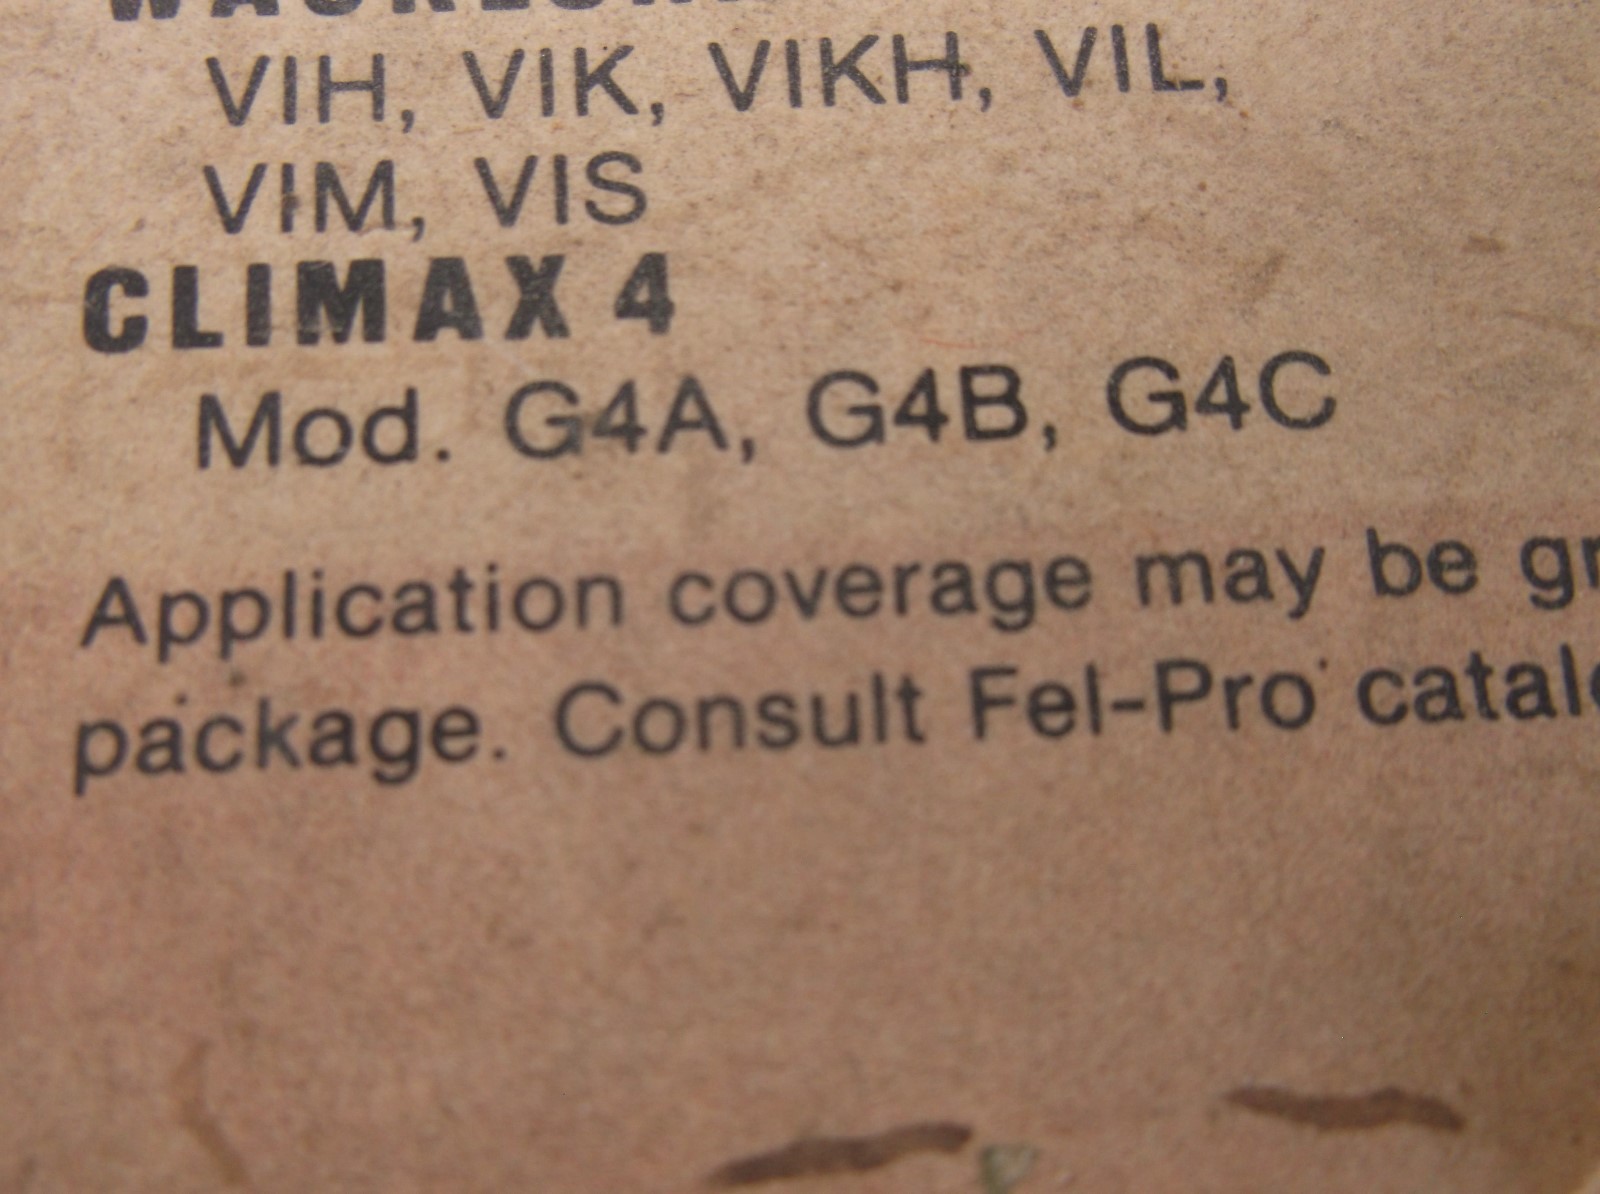 VIH, VIK, VIKH, VIL,
VIM, VIS
CLIMAX 4
Mod. G4A, G4B, G4C
Application coverage may be
package. Consult Fel-Pro